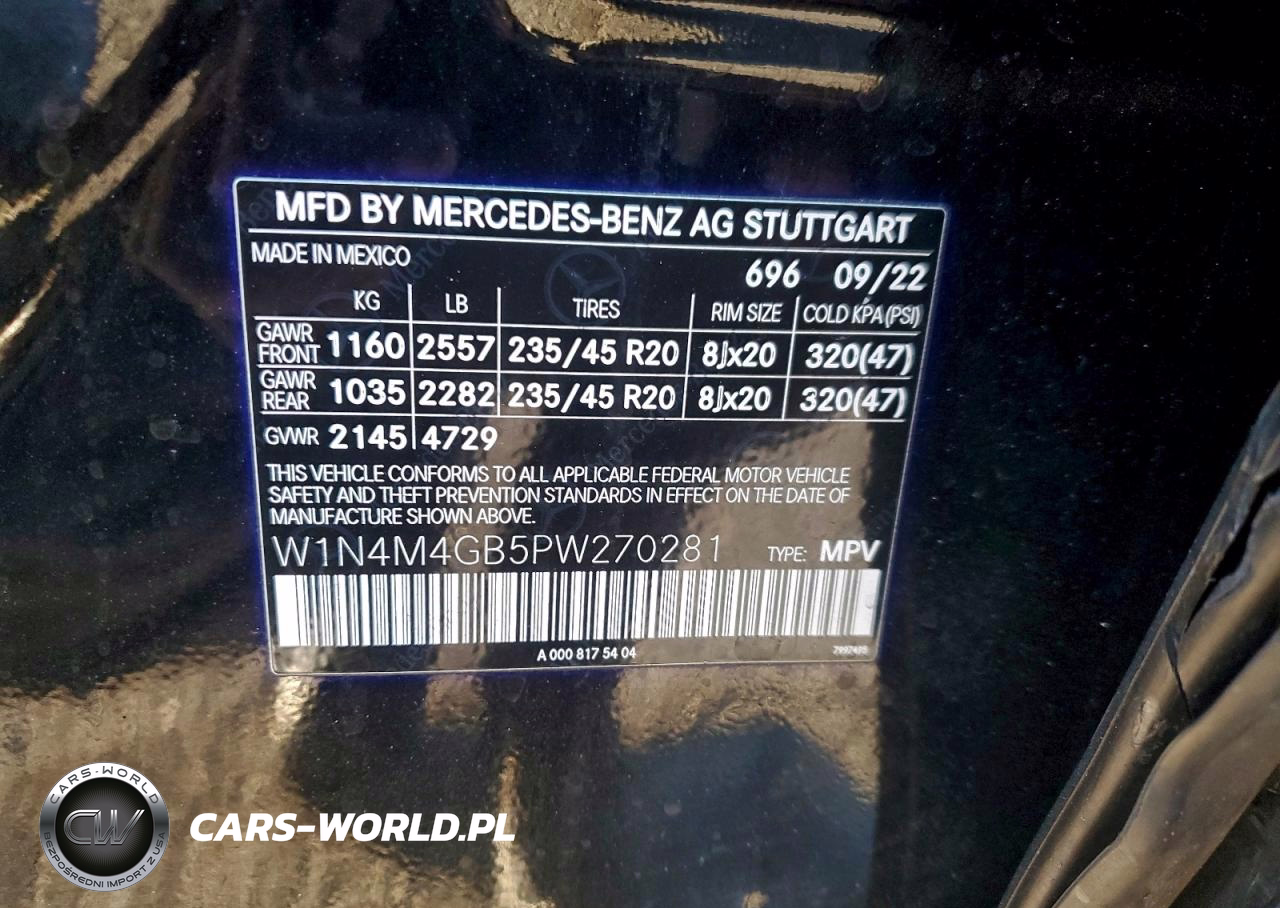 MFD BY MERCEDES-BENZ AG STUTTGART
MADE IN MEXICO
696 09/22
KG LB TIRES RIM SIZE COLD KPA (PSI)
GAWR FRONT 1160 2557 235/45 R20 8Jx20 320(47)
GAWR REAR 1035 2282 235/45 R20 8Jx20 320(47)
GVWR 2145 4729
THIS VEHICLE CONFORMS TO ALL APPLICABLE FEDERAL MOTOR VEHICLE
SAFETY AND THEFT PREVENTION STANDARDS IN EFFECT ON THE DATE OF
MANUFACTURE SHOWN ABOVE.
W1N4M4GB5PW270281 TYPE: MPV
A 000 817 54 04
CARS-WORLD
CW
BEZPOŚREDNI IMPORT Z USA
CARS-WORLD.PL